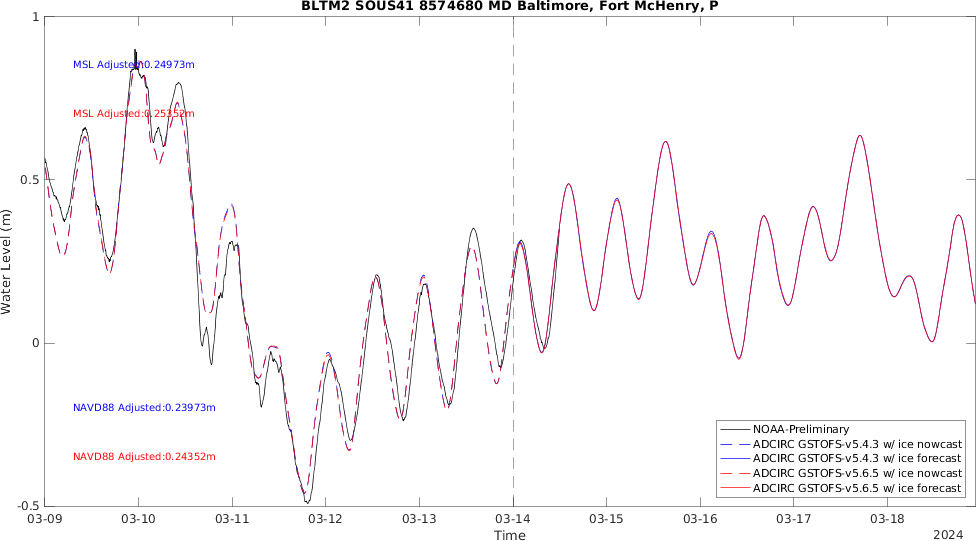 BLTM2 SOUS41 8574680 MD Baltimore, Fort McHenry, P
1
MSL Adjusted:0.24973m
MSL Adjusted:0.25352m
0.5
Water Level (m)
0
NAVD88 Adjusted:0.23973m
NAVD88 Adjusted:0.24352m
NOAA-Preliminary
ADCIRC GSTOFS-v5.4.3 w/ ice nowcast
ADCIRC GSTOFS-v5.4.3 w/ ice forecast
ADCIRC GSTOFS-v5.6.5 w/ ice nowcast
ADCIRC GSTOFS-v5.6.5 w/ ice forecast
-0.5
03-09 03-10 03-11 03-12 03-13 03-14 03-15 03-16 03-17 03-18
Time
2024